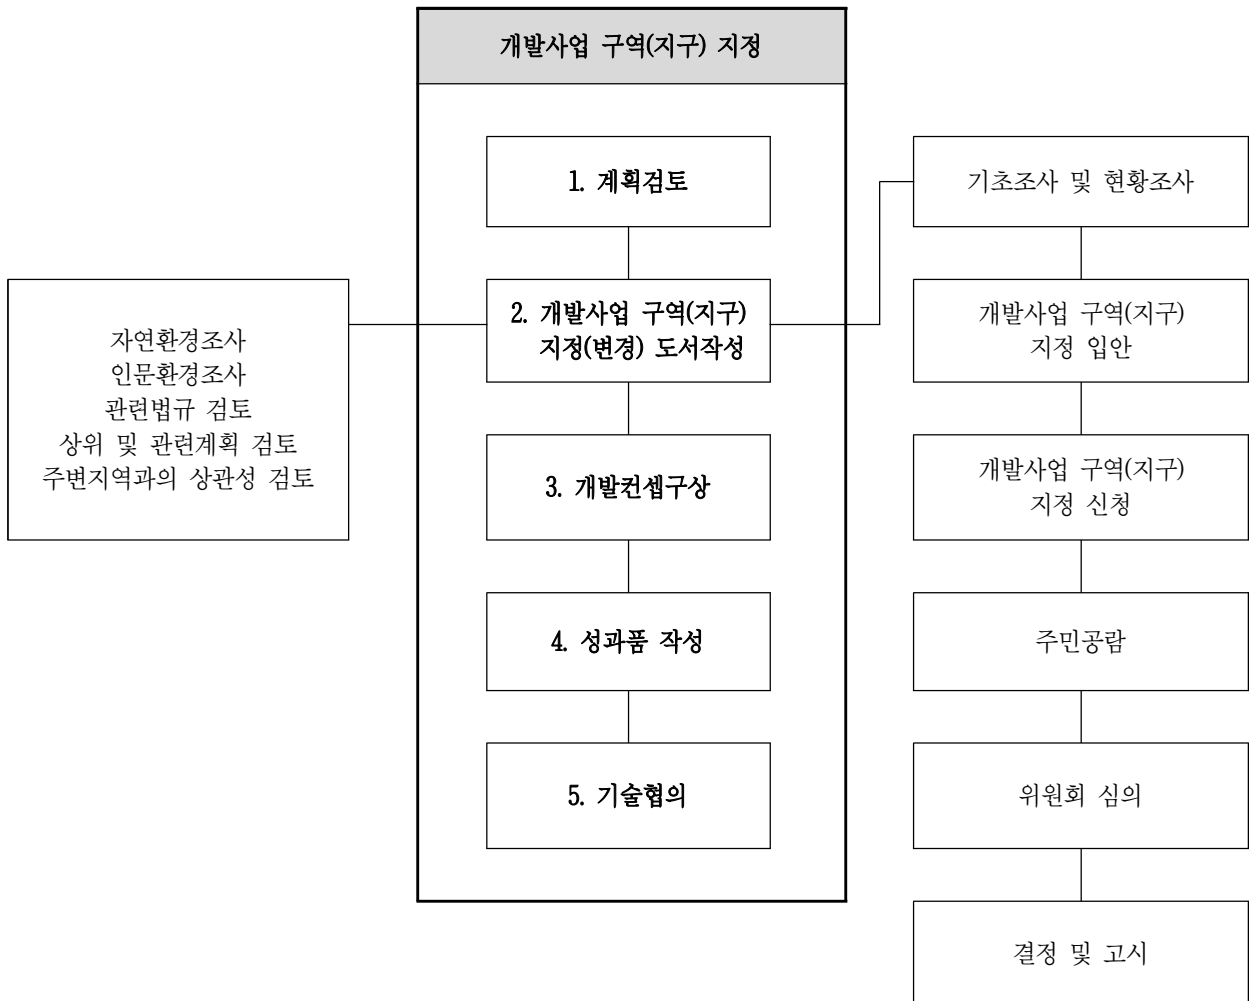 개발사업 구역(지구) 지정
1. 계획검토
2. 개발사업 구역(지구)
지정(변경) 도서작성
3. 개발컨셉구상
4. 성과품 작성
5. 기술협의
자연환경조사
인문환경조사
관련법규 검토
상위 및 관련계획 검토
주변지역과의 상관성 검토
기초조사 및 현황조사
개발사업 구역(지구)
지정 입안
개발사업 구역(지구)
지정 신청
주민공람
위원회 심의
결정 및 고시